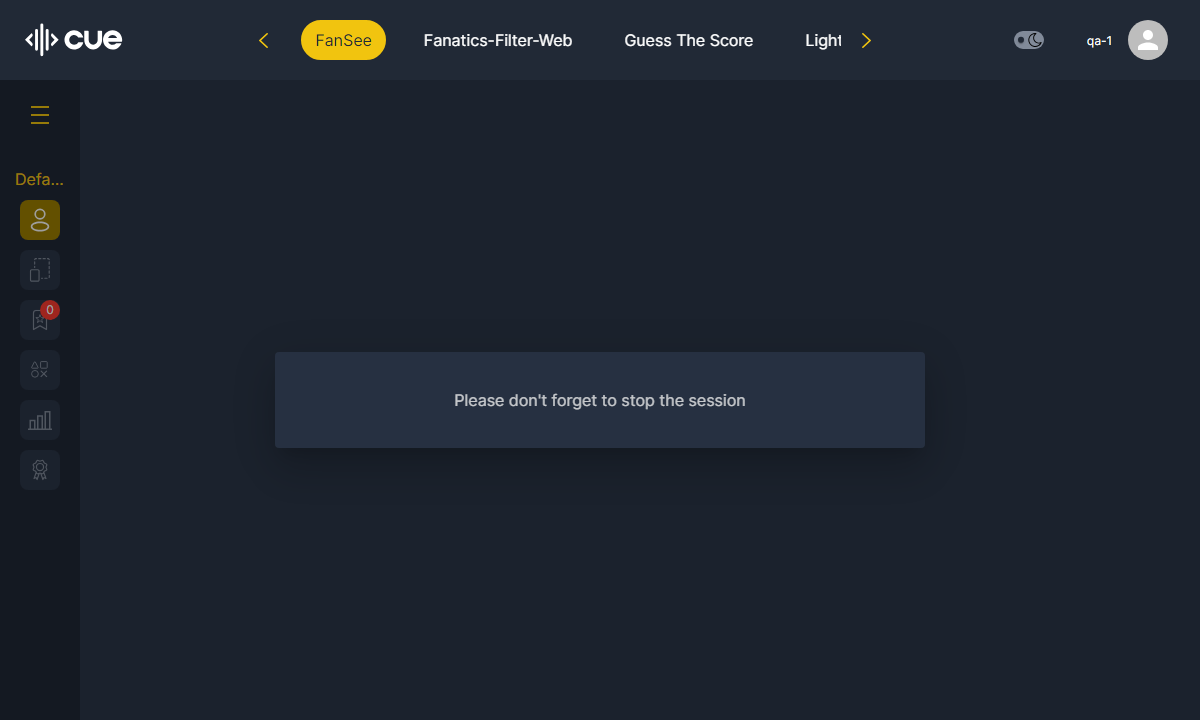 cue
FanSee
Fanatics-Filter-Web
Guess The Score
Light
qa-1
Defa...
0
Please don't forget to stop the session